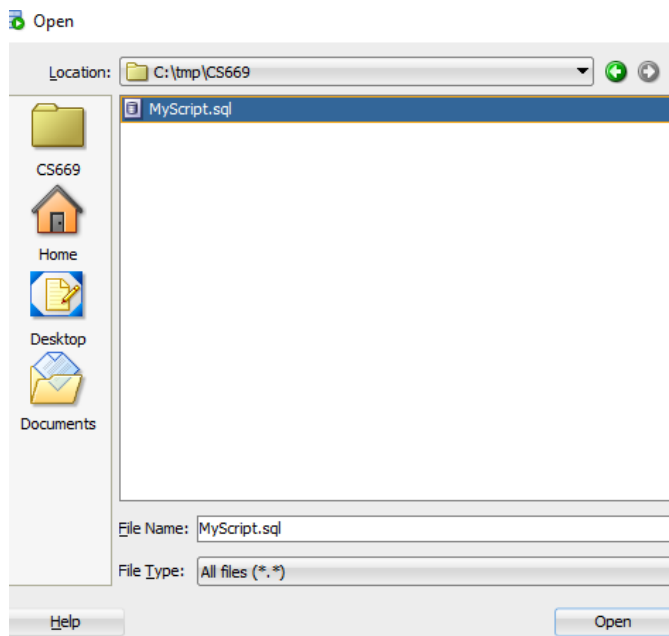 Open
Location: C:\tmp\CS669
MyScript.sql
CS669
Home
Desktop
Documents
File Name: MyScript.sql
File Type: All files (*.*)
Help Open